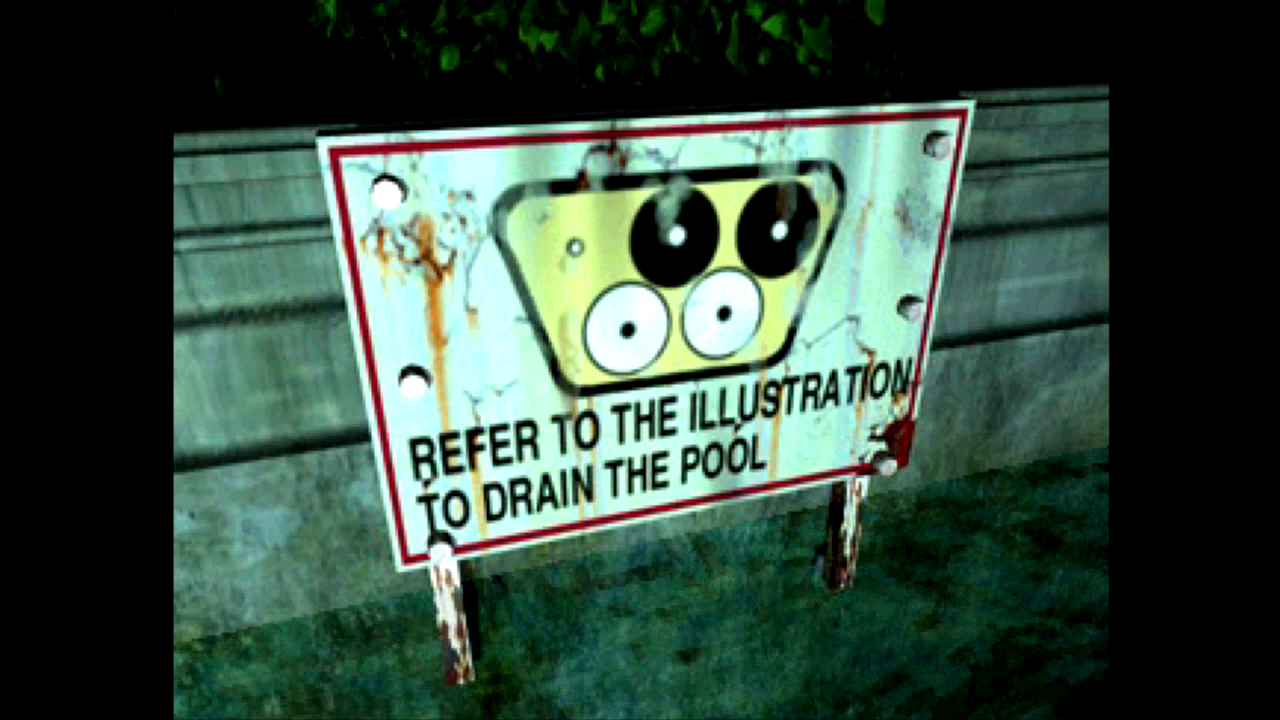 REFER TO THE ILLUSTRATION
TO DRAIN THE POOL